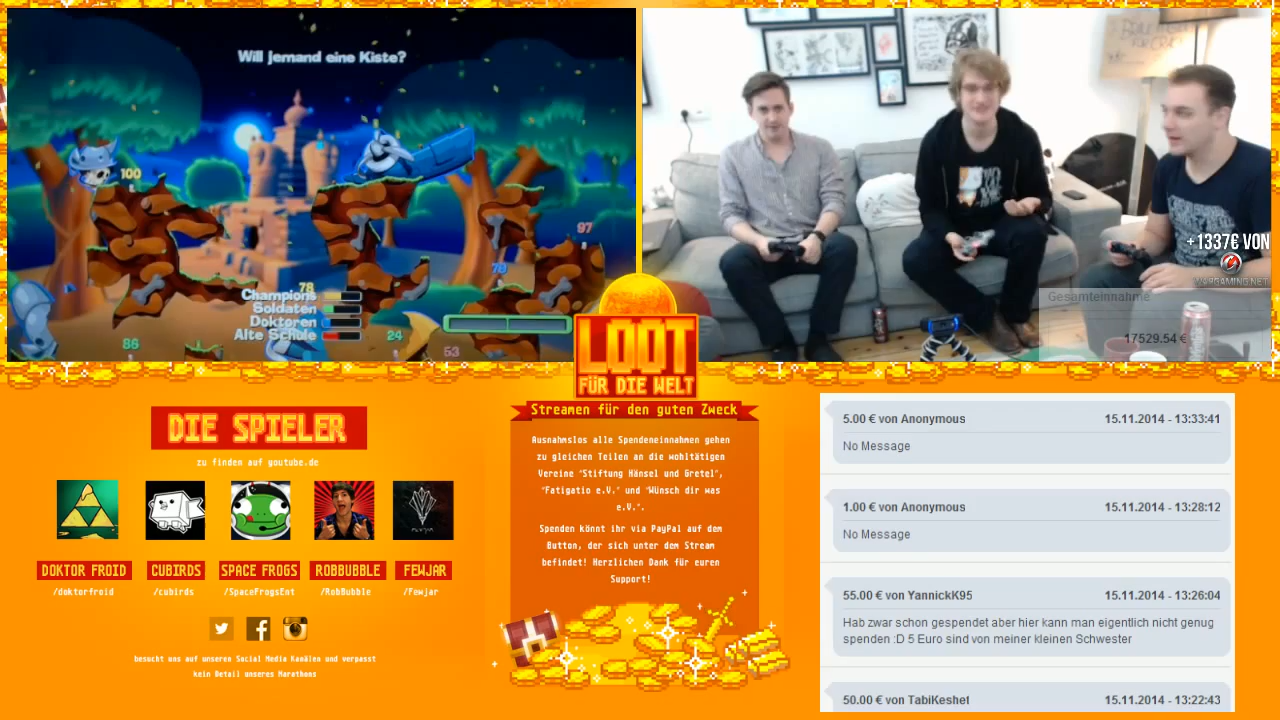 Will jemand eine Kiste?
100
97
70
78
Champions
Soldaten
Doktoren
Alte Schule
86
24
53
+1337€ VON
WARGAMING.NET
Gesamteinnahme
17529.54 €
LOOT
FÜR DIE WELT
Streamen für den guten Zweck
Ausnahmslos alle Spendeneinnahmen gehen
zu gleichen Teilen an die wohltätigen
Vereine "Stiftung Hänsel und Gretel",
"Fatigatio e.V." und "Wünsch dir was
e.V.".
Spenden könnt ihr via PayPal auf dem
Button, der sich unter dem Stream
befindet! Herzlichen Dank für euren
Support!
DIE SPIELER
zu finden auf youtube.de
DOKTOR FROID
CUBIRDS
SPACE FROGS
ROBBUBBLE
FEWJAR
/doktorfroid
/cubirds
/SpaceFrogsEnt
/RobBubble
/Fewjar
besucht uns auf unseren Social Media Kanälen und verpasst
kein Detail unseres Marathons
5.00 € von Anonymous 15.11.2014 - 13:33:41
No Message
1.00 € von Anonymous 15.11.2014 - 13:28:12
No Message
55.00 € von YannickK95 15.11.2014 - 13:26:04
Hab zwar schon gespendet aber hier kann man eigentlich nicht genug
spenden :D 5 Euro sind von meiner kleinen Schwester
50.00 € von TabiKeshet 15.11.2014 - 13:22:43